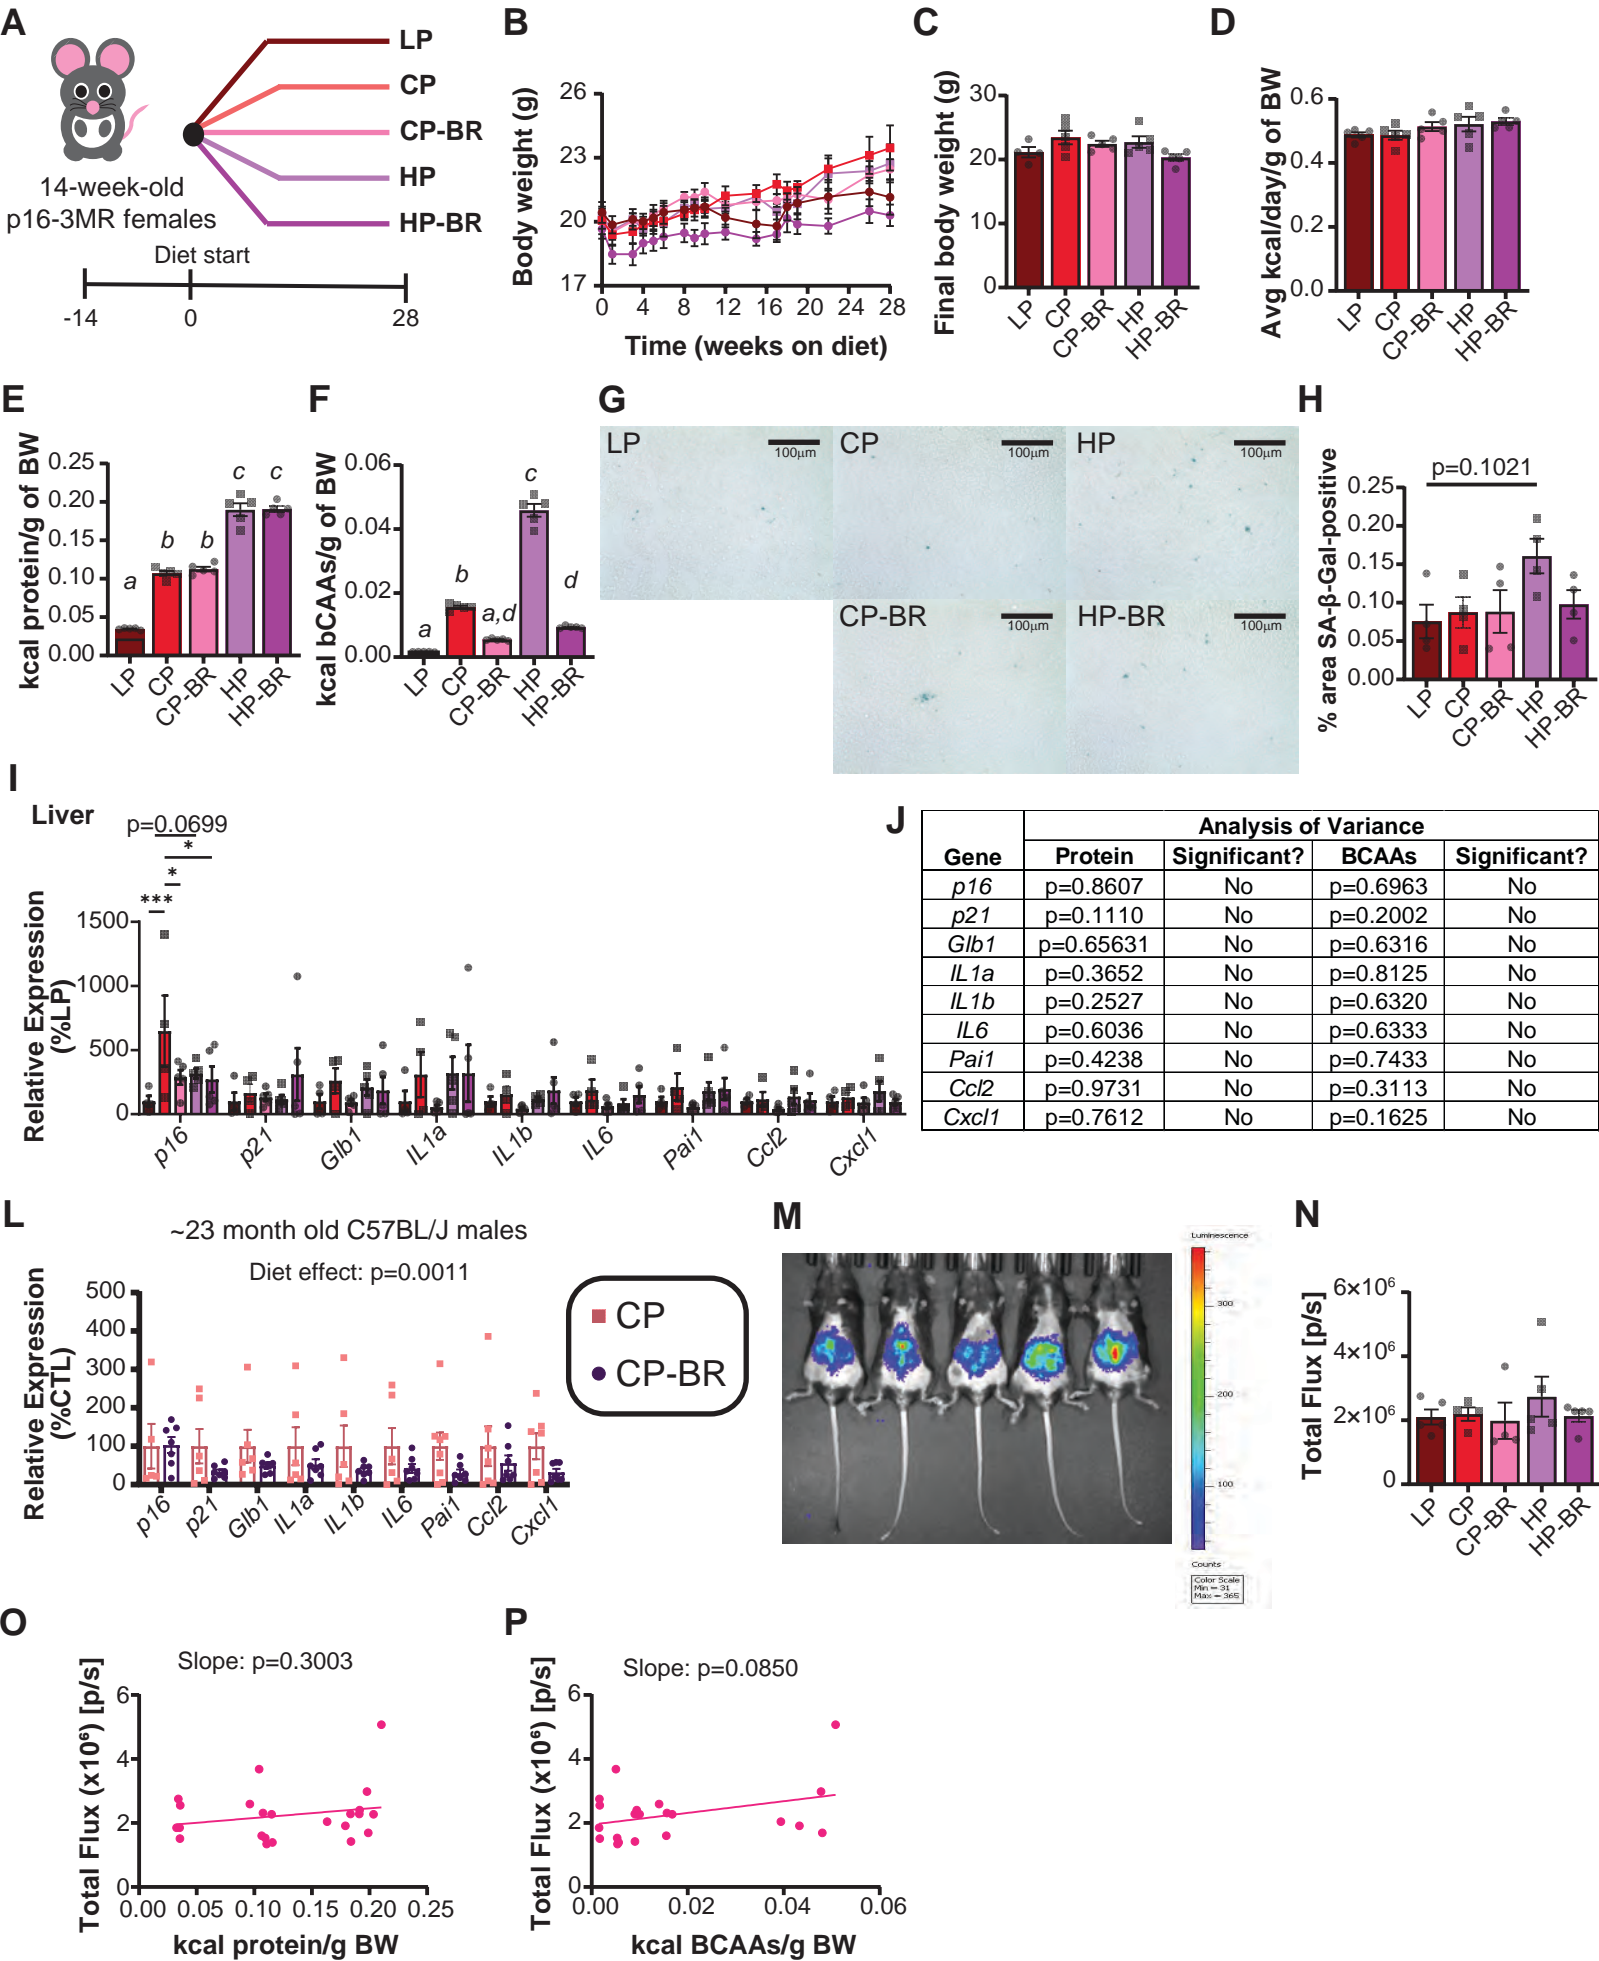 A
LP
CP
CP-BR
HP
HP-BR
14-week-old
p16-3MR females
Diet start
-14 0 28
B
Body weight (g)
26
23
20
17
0 4 8 12 16 20 24 28
Time (weeks on diet)
C
Final body weight (g)
30
20
10
0
LP CP CP-BR HP HP-BR
D
Avg kcal/day/g of BW
0.6
0.4
0.2
0.0
LP CP CP-BR HP HP-BR
E
kcal protein/g of BW
0.25
0.20
0.15
0.10
0.05
0.00
a b b c c
LP CP CP-BR HP HP-BR
F
kcal bCAAs/g of BW
0.06
0.04
0.02
0.00
a b a,d c d
LP CP CP-BR HP HP-BR
G
LP 100µm CP 100µm HP 100µm
CP-BR 100µm HP-BR 100µm
H
% area SA-β-Gal-positive
p=0.1021
0.25
0.20
0.15
0.10
0.05
0.00
LP CP CP-BR HP HP-BR
I
Liver
p=0.0699
*
*
***
Relative Expression
(%LP)
1500
1000
500
0
p16 p21 Glb1 IL1a IL1b IL6 Pai1 Ccl2 Cxcl1
J
Analysis of Variance
Gene Protein Significant? BCAAs Significant?
p16 p=0.8607 No p=0.6963 No
p21 p=0.1110 No p=0.2002 No
Glb1 p=0.65631 No p=0.6316 No
IL1a p=0.3652 No p=0.8125 No
IL1b p=0.2527 No p=0.6320 No
IL6 p=0.6036 No p=0.6333 No
Pai1 p=0.4238 No p=0.7433 No
Ccl2 p=0.9731 No p=0.3113 No
Cxcl1 p=0.7612 No p=0.1625 No
L
~23 month old C57BL/J males
Diet effect: p=0.0011
Relative Expression
(%CTL)
500
400
300
200
100
0
p16 p21 Glb1 IL1a IL1b IL6 Pai1 Ccl2 Cxcl1
CP
CP-BR
M
Luminescence
300
200
100
Counts
Color Scale
Min = 31
Max = 365
N
Total Flux [p/s]
6×10⁶
4×10⁶
2×10⁶
0
LP CP CP-BR HP HP-BR
O
Slope: p=0.3003
Total Flux (x10⁶) [p/s]
6
4
2
0
0.00 0.05 0.10 0.15 0.20 0.25
kcal protein/g BW
P
Slope: p=0.0850
Total Flux (x10⁶) [p/s]
6
4
2
0
0.00 0.02 0.04 0.06
kcal BCAAs/g BW